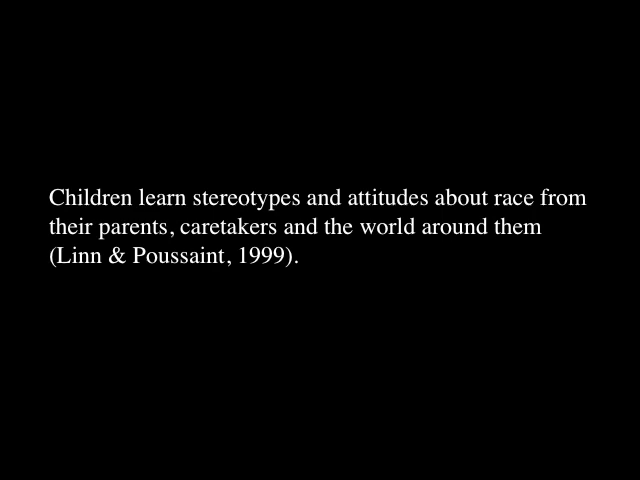 Children learn stereotypes and attitudes about race from
their parents, caretakers and the world around them
(Linn & Poussaint, 1999).